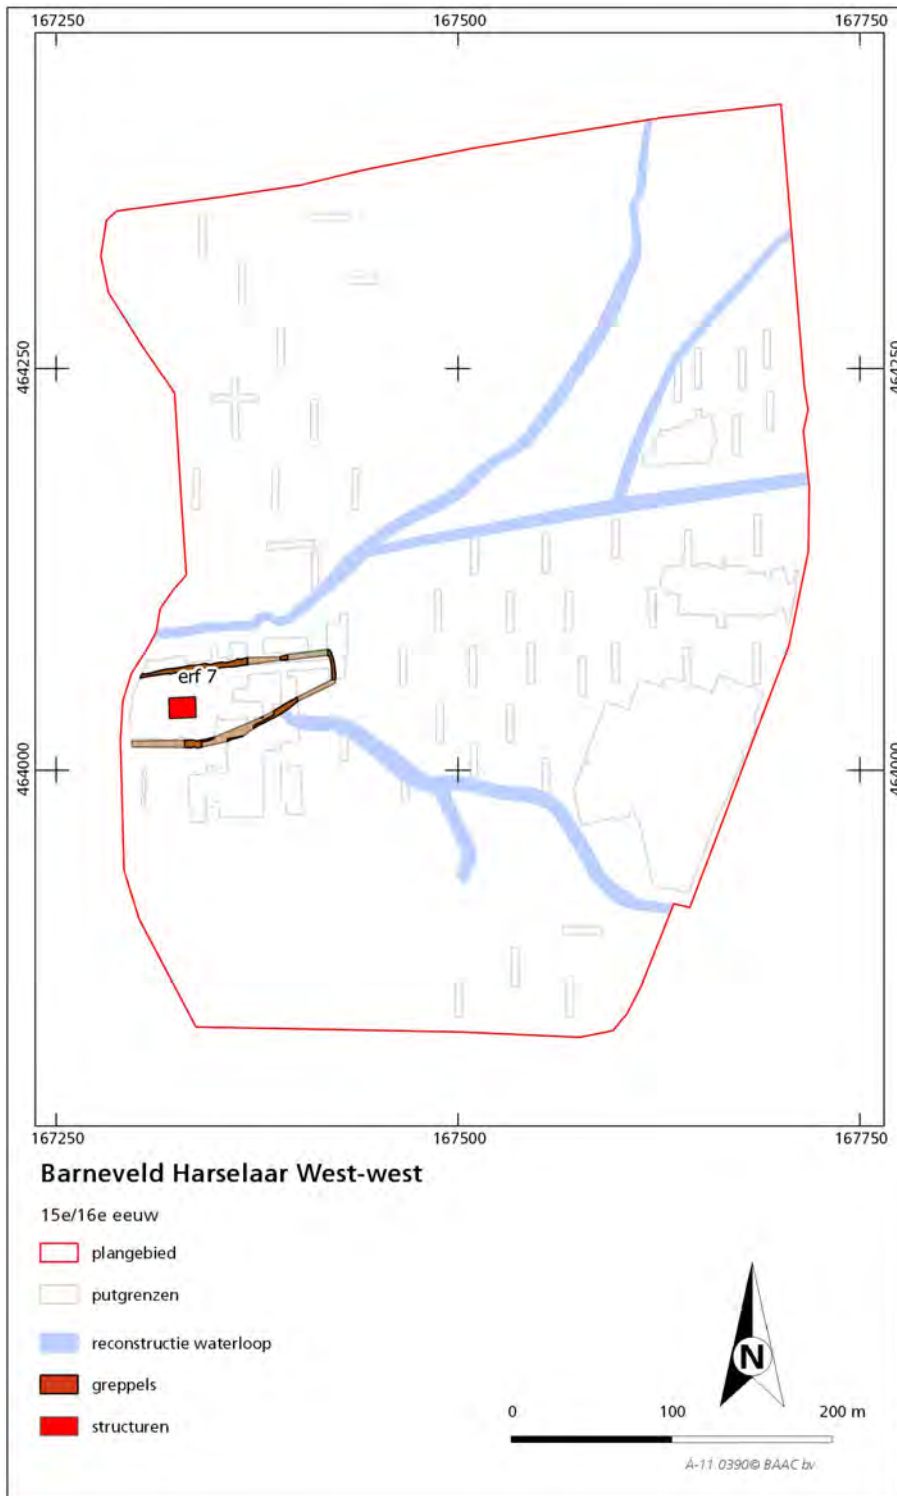 167250 167500 167750
464250 464250
erf 7
464000 464000
167250 167500 167750
Barneveld Harselaar West-west
15e/16e eeuw
plangebied
putgrenzen
reconstructie waterloop
greppels
structuren
N
0 100 200 m
A-11.0390© BAAC bv